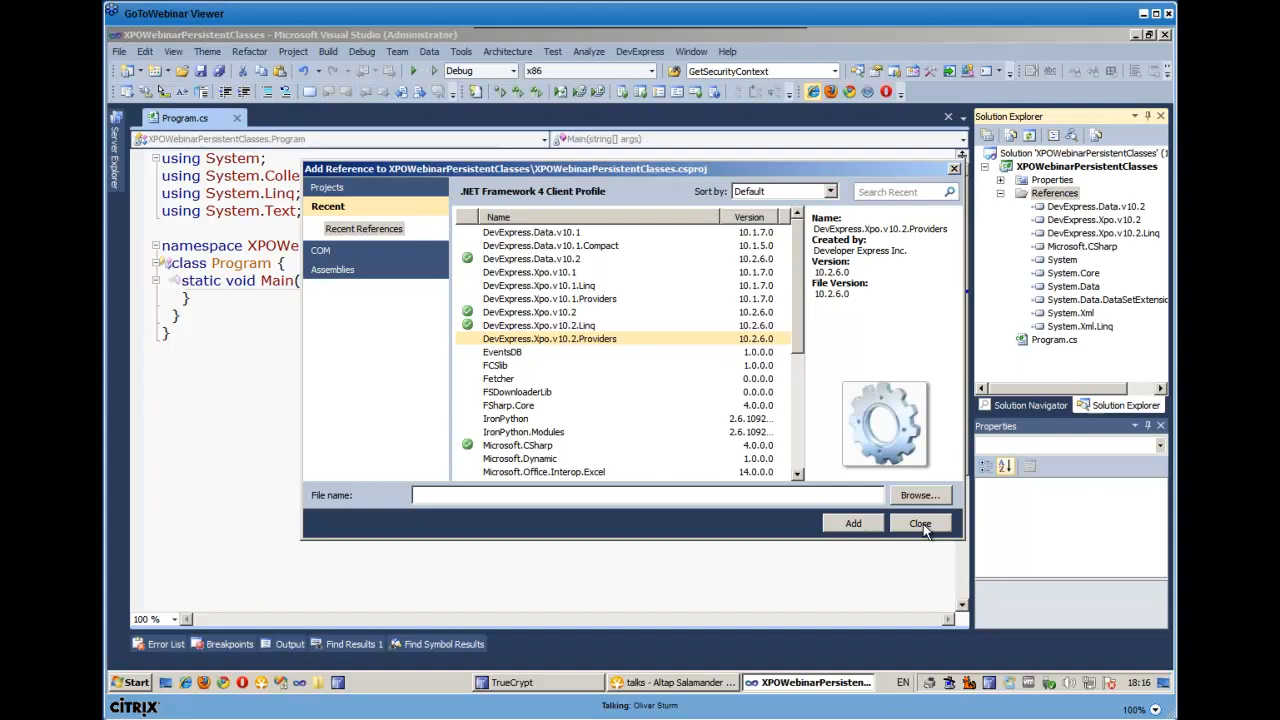 GoToWebinar Viewer
XPOWebinarPersistentClasses - Microsoft Visual Studio (Administrator)
File Edit View Theme Refactor Project Build Debug Team Data Tools Architecture Test Analyze DevExpress Window Help
Debug x86 GetSecurityContext
Server Explorer
Program.cs
XPOWebinarPersistentClasses.Program
Main(string[] args)
using System;
using System.Colle
using System.Linq;
using System.Text;
namespace XPOWe
class Program {
static void Main(
}
}
}
Add Reference to XPOWebinarPersistentClasses\XPOWebinarPersistentClasses.csproj
Projects
Recent
Recent References
COM
Assemblies
.NET Framework 4 Client Profile
Sort by: Default
Search Recent
Name Version
DevExpress.Data.v10.1 10.1.7.0
DevExpress.Data.v10.1.Compact 10.1.5.0
DevExpress.Data.v10.2 10.2.6.0
DevExpress.Xpo.v10.1 10.1.7.0
DevExpress.Xpo.v10.1.Linq 10.1.7.0
DevExpress.Xpo.v10.1.Providers 10.1.7.0
DevExpress.Xpo.v10.2 10.2.6.0
DevExpress.Xpo.v10.2.Linq 10.2.6.0
DevExpress.Xpo.v10.2.Providers 10.2.6.0
EventsDB 1.0.0.0
FCSlib 1.0.0.0
Fetcher 0.0.0.0
FSDownloaderLib 0.0.0.0
FSharp.Core 4.0.0.0
IronPython 2.6.1092...
IronPython.Modules 2.6.1092...
Microsoft.CSharp 4.0.0.0
Microsoft.Dynamic 1.0.0.0
Microsoft.Office.Interop.Excel 14.0.0.0
Name:
DevExpress.Xpo.v10.2.Providers
Created by:
Developer Express Inc.
Version:
10.2.6.0
File Version:
10.2.6.0
File name:
Browse...
Add Close
Solution Explorer
Solution 'XPOWebinarPersistentClasses' (1
XPOWebinarPersistentClasses
Properties
References
DevExpress.Data.v10.2
DevExpress.Xpo.v10.2
DevExpress.Xpo.v10.2.Linq
Microsoft.CSharp
System
System.Core
System.Data
System.Data.DataSetExtensio
System.Xml
System.Xml.Linq
Program.cs
Solution Navigator Solution Explorer
Properties
100 %
Error List Breakpoints Output Find Results 1 Find Symbol Results
Start TrueCrypt talks - Altap Salamander ... XPOWebinarPersisten... EN 18:16
CITRIX
Talking: Oliver Sturm
100%